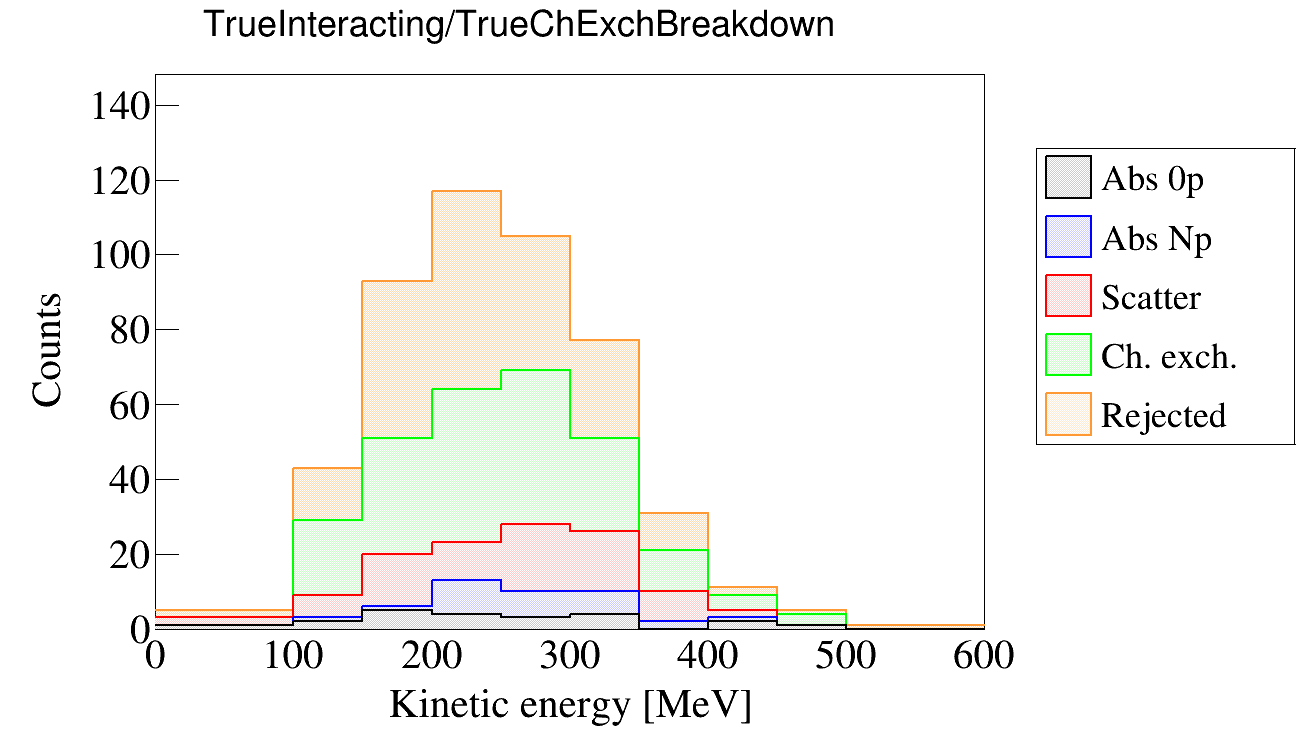 TrueInteracting/TrueChExchBreakdown
140
120
100
80
60
40
20
0
Counts
0 100 200 300 400 500 600
Kinetic energy [MeV]
Abs 0p
Abs Np
Scatter
Ch. exch.
Rejected